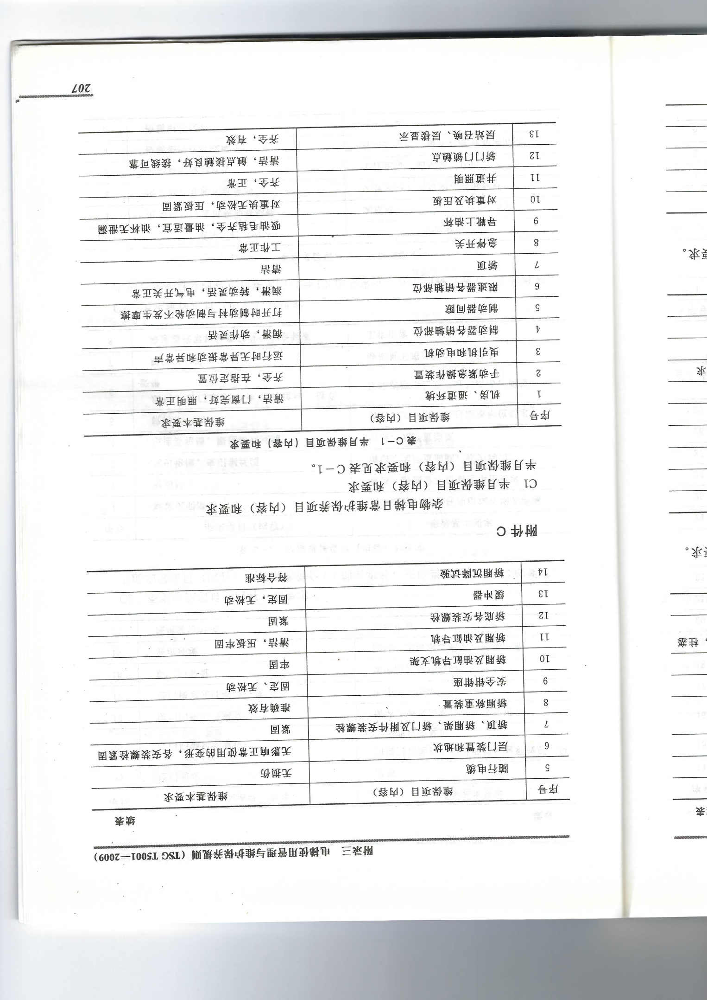 附录三 电梯使用管理与维护保养规则（TSG T5001—2009）
续表
序号 维保项目（内容） 维保基本要求
5 随行电缆 无损伤
6 层门装置和地坎 无影响正常使用的变形，各安装螺栓紧固
7 轿顶、轿厢架、轿门及附件安装螺栓 紧固
8 轿厢称重装置 准确有效
9 安全钳钳座 固定、无松动
10 轿厢及油缸导轨支架 牢固
11 轿厢及油缸导轨 清洁，压板牢固
12 轿底各安装螺栓 紧固
13 缓冲器 固定，无松动
14 轿厢沉降试验 符合标准
附件 C
杂物电梯日常维护保养项目（内容）和要求
C1 半月维保项目（内容）和要求
半月维保项目（内容）和要求见表 C－1。
表 C－1 半月维保项目（内容）和要求
序号 维保项目（内容） 维保基本要求
1 机房、通道环境 清洁，门窗完好，照明正常
2 手动紧急操作装置 齐全，在指定位置
3 曳引机和电动机 运行时无异常振动和异常声
4 制动器各销轴部位 润滑，动作灵活
5 制动器间隙 打开时制动衬与制动轮不发生摩擦
6 限速器各销轴部位 润滑，转动灵活，电气开关正常
7 轿顶 清洁
8 急停开关 工作正常
9 导靴上油杯 吸油毛毡齐全，油量适宜，油杯无泄漏
10 对重块及压板 对重块无松动，压板紧固
11 井道照明 齐全，正常
12 轿门门锁触点 清洁，触点接触良好，接线可靠
13 层站召唤、层楼显示 齐全，有效
207
表
，柱塞
要求。
求
要求。